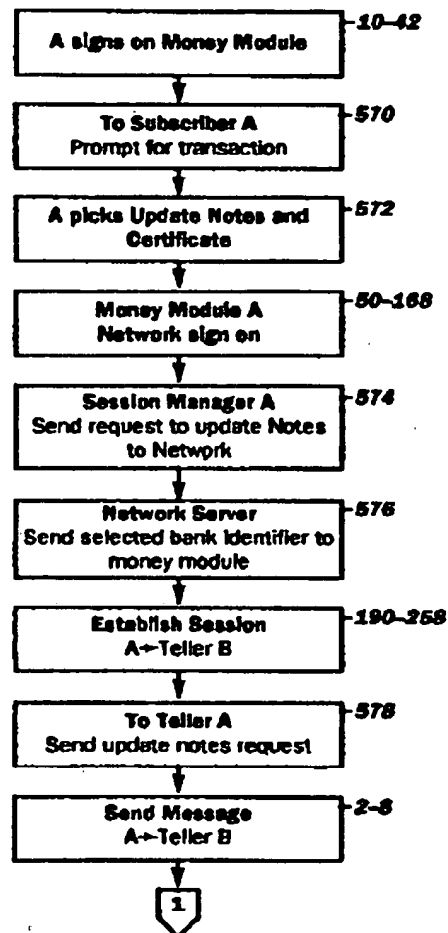 A signs on Money Module
10-42
To Subscriber A
Prompt for transaction
570
A picks Update Notes and
Certificate
572
Money Module A
Network sign on
50-168
Session Manager A
Send request to update Notes
to Network
574
Network Server
Send selected bank identifier to
money module
576
Establish Session
A→Teller B
190-258
To Teller A
Send update notes request
578
Send Message
A→Teller B
2-8
1